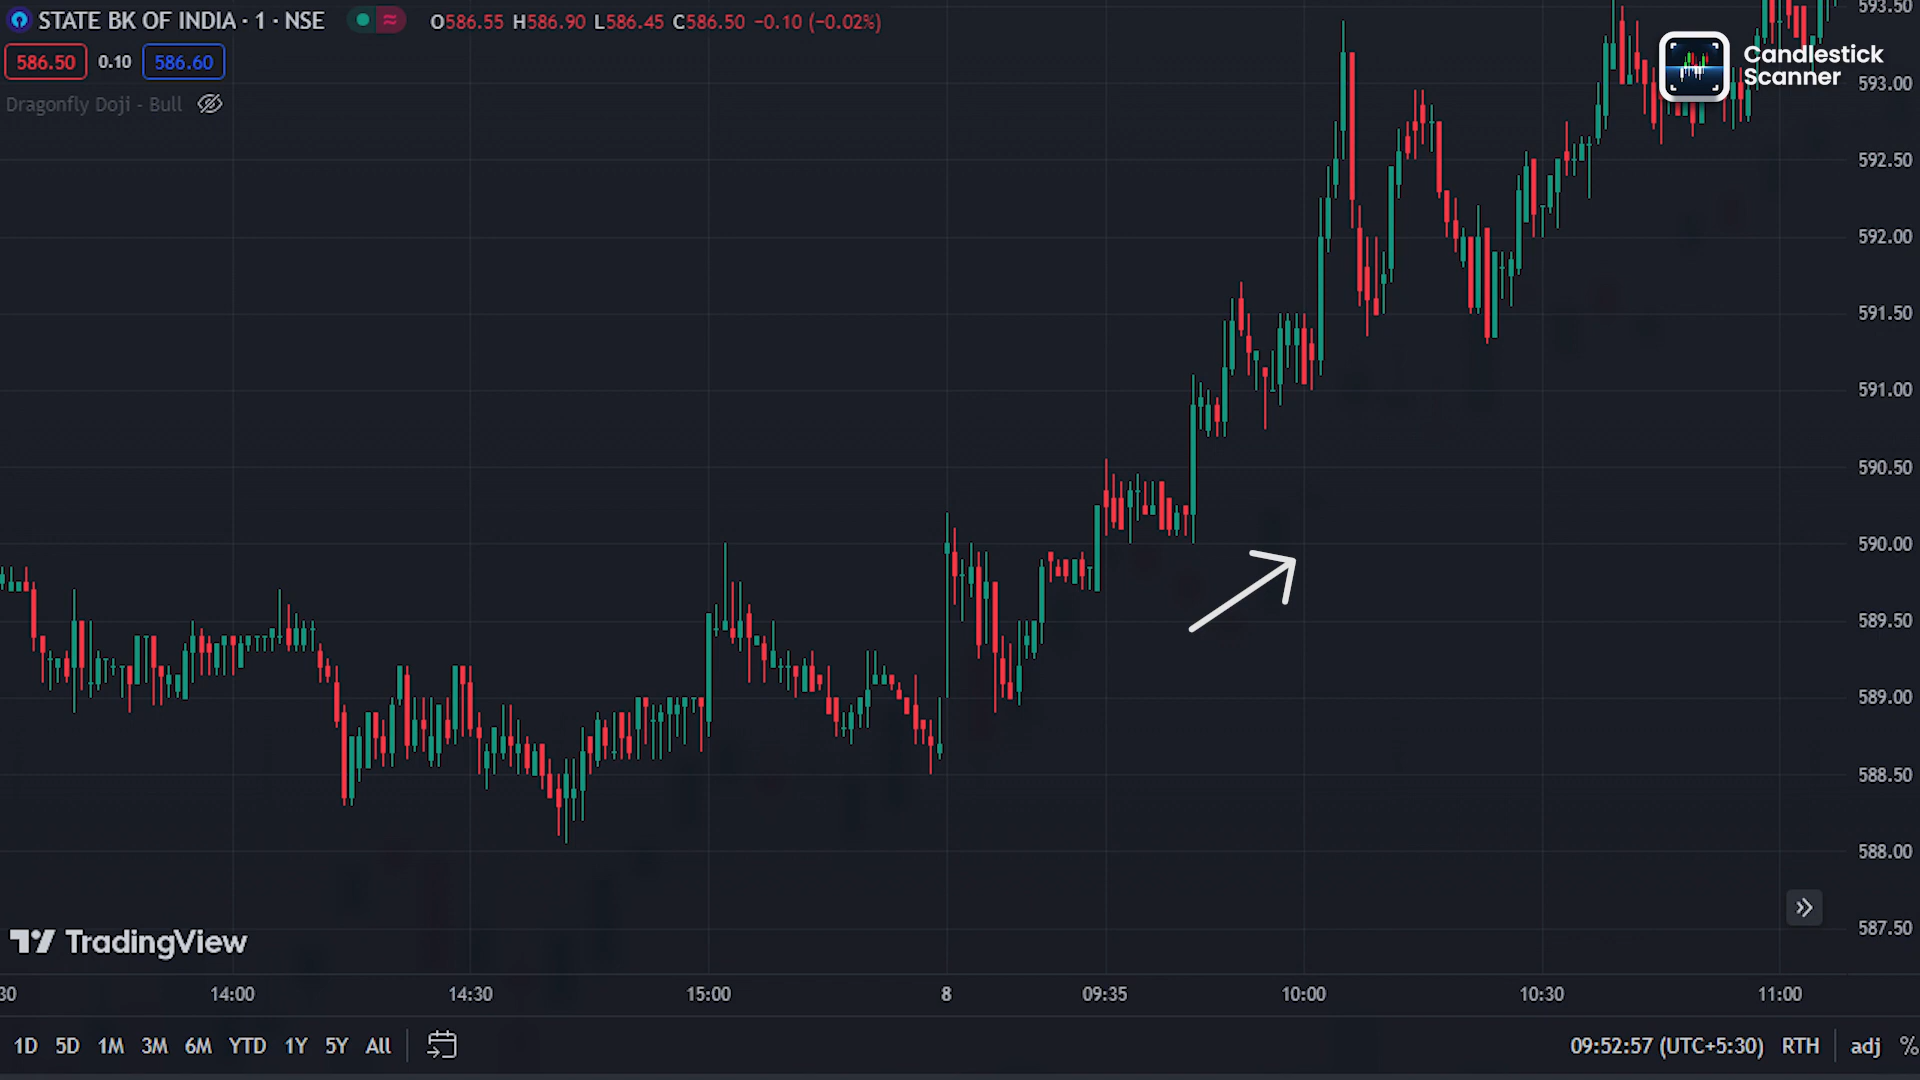 STATE BK OF INDIA · 1 · NSE
O586.55 H586.90 L586.45 C586.50 −0.10 (−0.02%)
586.50 0.10 586.60
Dragonfly Doji - Bull
Candlestick
Scanner
593.50
593.00
592.50
592.00
591.50
591.00
590.50
590.00
589.50
589.00
588.50
588.00
587.50
TradingView
30 14:00 14:30 15:00 8 09:35 10:00 10:30 11:00
1D 5D 1M 3M 6M YTD 1Y 5Y All
09:52:57 (UTC+5:30) RTH adj %